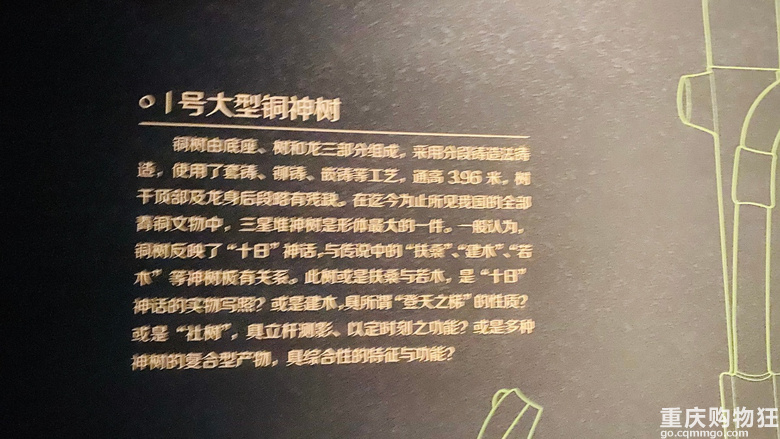 01号大型铜神树
铜树由底座、树和龙三部分组成，采用分段铸造法铸
造，使用了套铸、铆铸、嵌铸等工艺，通高 3.96 米，树
干顶部及龙身后段略有残缺。在迄今为止所见我国的全部
青铜文物中，三星堆神树是形体最大的一件。一般认为，
铜树反映了“十日”神话，与传说中的“扶桑”、“建木”、“若
木”等神树皆有关系。此树或是扶桑与若木，是“十日”
神话的实物写照？或是建木，具所谓“登天之梯”的性质？
或是“社树”，具立杆测影、以定时刻之功能？或是多种
神树的复合型产物，具综合性的特征与功能？
重庆购物狂
go.cqmmgo.com